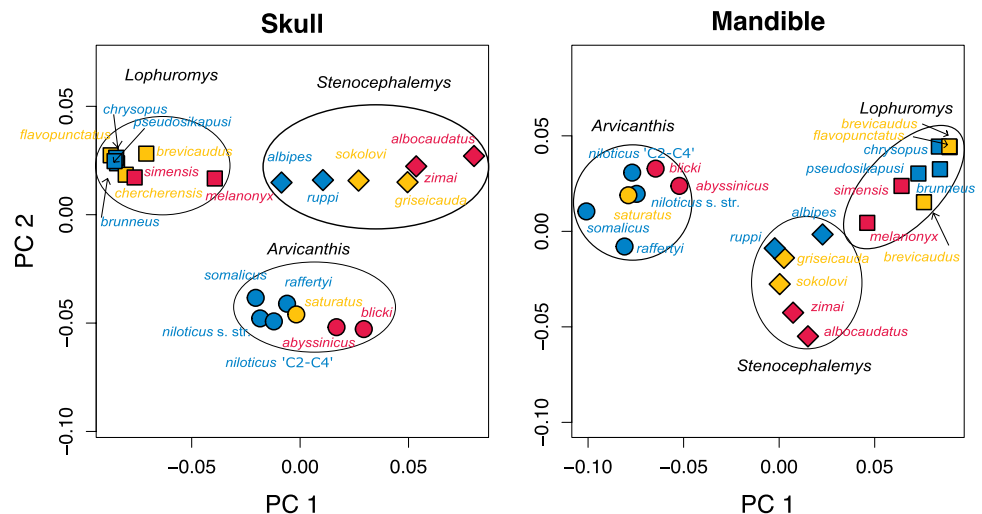 Skull
Mandible
Lophuromys
Stenocephalemys
chrysopus
pseudosikapusi
flavopunctatus
brevicaudus
simensis
chercherensis
melanonyx
brunneus
albipes
sokolovi
albocaudatus
zimai
ruppi
griseicauda
Arvicanthis
somalicus
raffertyi
saturatus
blicki
niloticus s. str.
abyssinicus
niloticus 'C2-C4'
PC 2
0.05
0.00
−0.05
−0.10
−0.05
0.00
0.05
PC 1
Lophuromys
brevicaudus
flavopunctatus
chrysopus
Arvicanthis
niloticus 'C2-C4'
blicki
pseudosikapusi
abyssinicus
simensis
brunneus
niloticus s. str.
saturatus
albipes
somalicus
melanonyx
ruppi
raffertyi
griseicauda
brevicaudus
sokolovi
zimai
albocaudatus
Stenocephalemys
0.05
0.00
−0.05
−0.10
−0.10
−0.05
0.00
0.05
PC 1